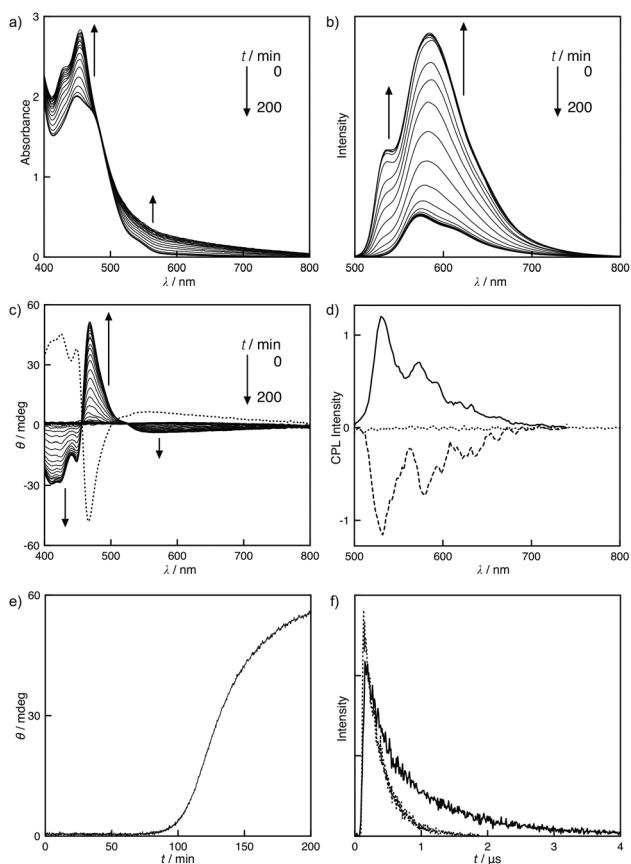 a)
t / min
0
200
Absorbance
3
2
1
0
400 500 600 700 800
λ / nm
b)
t / min
0
200
Intensity
500 600 700 800
λ / nm
c)
t / min
0
200
θ / mdeg
60
30
0
-30
-60
400 500 600 700 800
λ / nm
d)
CPL Intensity
1
0
-1
500 600 700 800
λ / nm
e)
θ / mdeg
60
30
0
0 50 100 150 200
t / min
f)
Intensity
0 1 2 3 4
t / µs